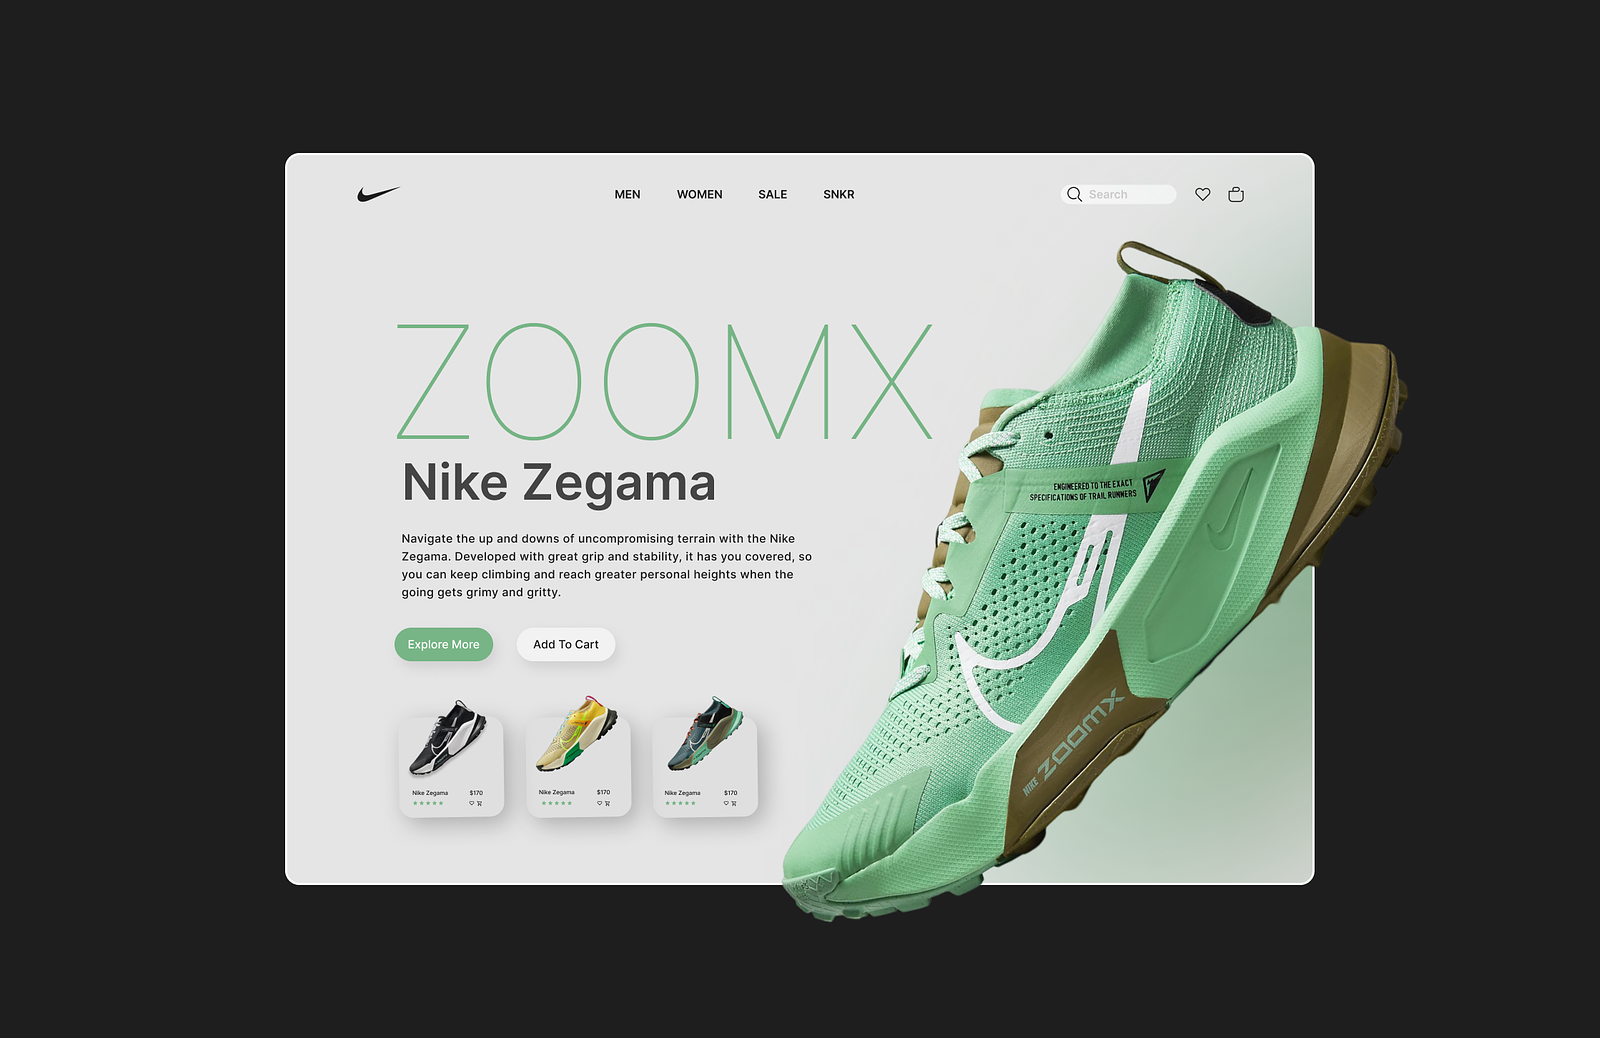 MEN WOMEN SALE SNKR Search
ZOOMX
Nike Zegama
Navigate the up and downs of uncompromising terrain with the Nike
Zegama. Developed with great grip and stability, it has you covered, so
you can keep climbing and reach greater personal heights when the
going gets grimy and gritty.
Explore More Add To Cart
Nike Zegama $170
Nike Zegama $170
Nike Zegama $170
ENGINEERED TO THE EXACT
SPECIFICATIONS OF TRAIL RUNNERS
NIKE ZOOMX